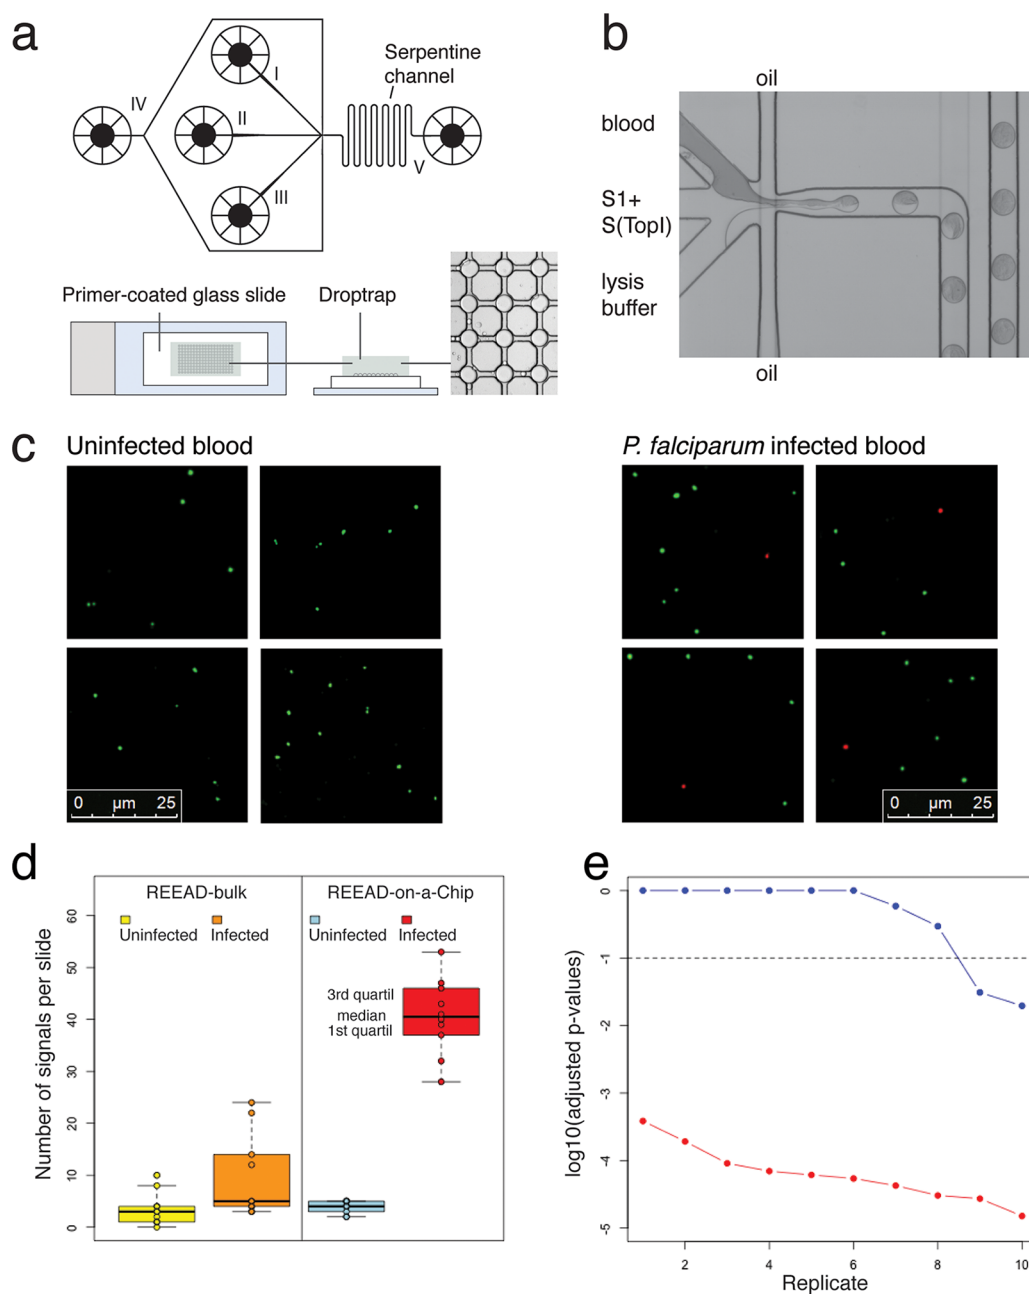 a
I
II
III
IV
V
Serpentine
channel
Primer-coated glass slide
Droptrap
b
oil
blood
S1+
S(TopI)
lysis
buffer
oil
c
Uninfected blood
P. falciparum infected blood
0 µm 25
0 µm 25
d
REEAD-bulk
REEAD-on-a-Chip
Uninfected
Infected
Uninfected
Infected
3rd quartil
median
1st quartil
Number of signals per slide
60
50
40
30
20
10
0
e
log10(adjusted p-values)
0
-1
-2
-3
-4
-5
2 4 6 8 10
Replicate